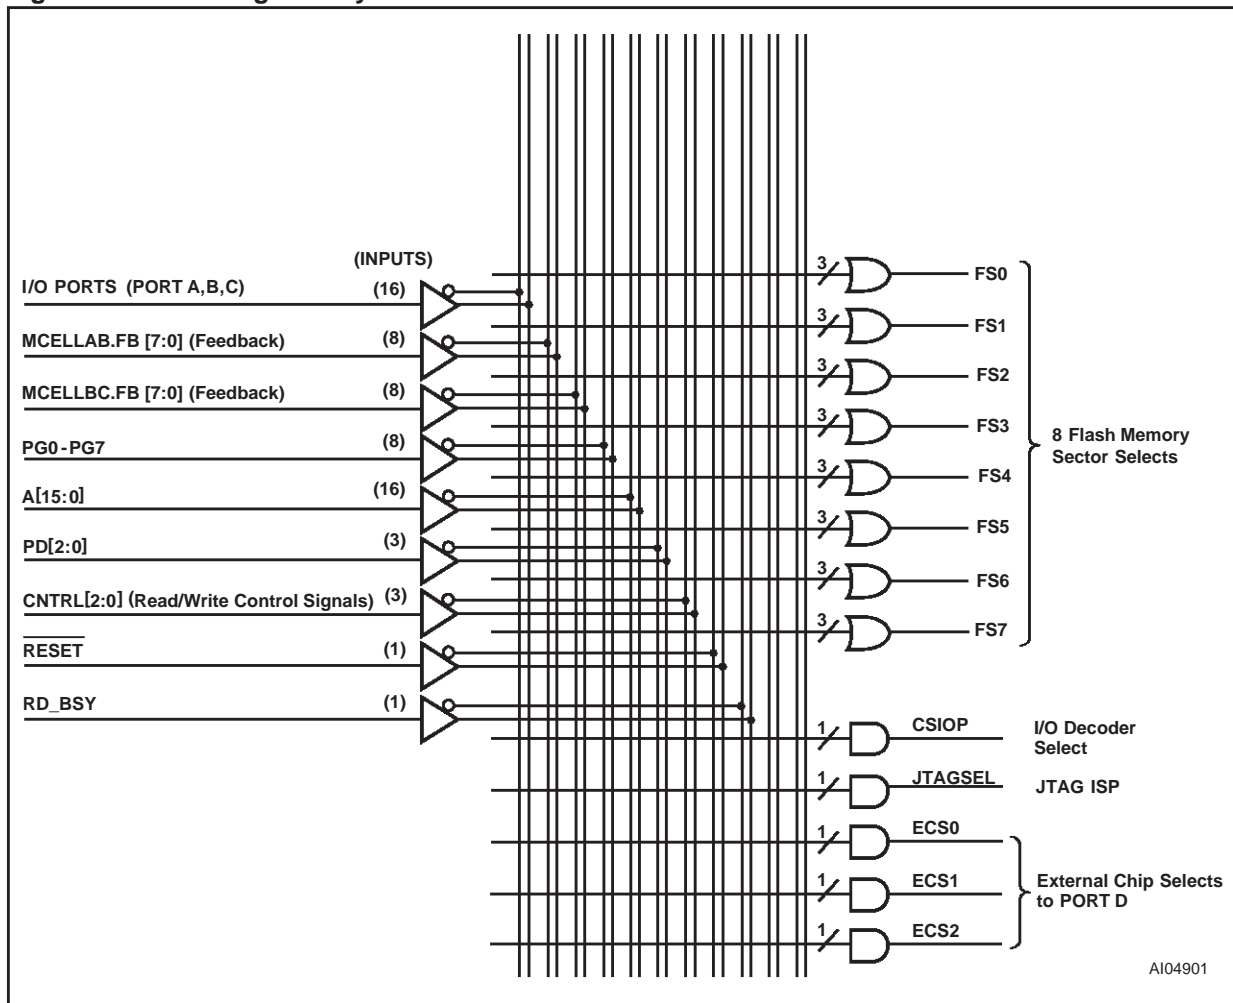 (INPUTS)
I/O PORTS (PORT A,B,C) (16)
MCELLAB.FB [7:0] (Feedback) (8)
MCELLBC.FB [7:0] (Feedback) (8)
PG0-PG7 (8)
A[15:0] (16)
PD[2:0] (3)
CNTRL[2:0] (Read/Write Control Signals) (3)
RESET (1)
RD_BSY (1)
3 FS0
3 FS1
3 FS2
3 FS3
3 FS4
3 FS5
3 FS6
3 FS7
8 Flash Memory
Sector Selects
1 CSIOP
I/O Decoder
Select
1 JTAGSEL JTAG ISP
1 ECS0
1 ECS1
1 ECS2
External Chip Selects
to PORT D
AI04901